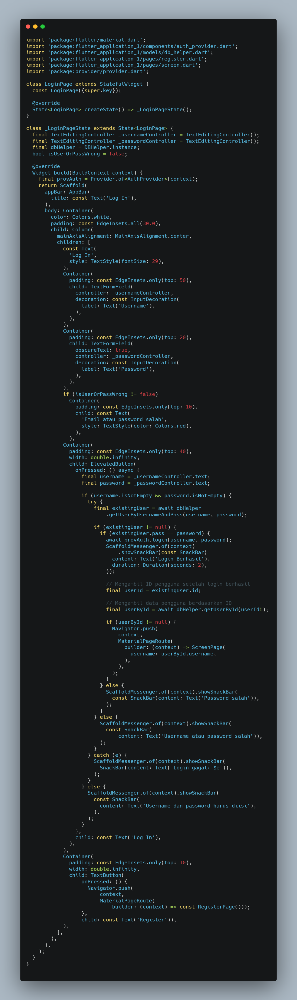 import 'package:flutter/material.dart';
import 'package:flutter_application_1/components/auth_provider.dart';
import 'package:flutter_application_1/models/db_helper.dart';
import 'package:flutter_application_1/pages/register.dart';
import 'package:flutter_application_1/pages/screen.dart';
import 'package:provider/provider.dart';

class LoginPage extends StatefulWidget {
  const LoginPage({super.key});

  @override
  State<LoginPage> createState() => _LoginPageState();
}

class _LoginPageState extends State<LoginPage> {
  final TextEditingController _usernameController = TextEditingController();
  final TextEditingController _passwordController = TextEditingController();
  final dbHelper = DBHelper.instance;
  bool isUserOrPassWrong = false;

  @override
  Widget build(BuildContext context) {
    final provAuth = Provider.of<AuthProvider>(context);
    return Scaffold(
      appBar: AppBar(
        title: const Text('Log In'),
      ),
      body: Container(
        color: Colors.white,
        padding: const EdgeInsets.all(30.0),
        child: Column(
          mainAxisAlignment: MainAxisAlignment.center,
          children: [
            const Text(
              'Log In',
              style: TextStyle(fontSize: 29),
            ),
            Container(
              padding: const EdgeInsets.only(top: 50),
              child: TextFormField(
                controller: _usernameController,
                decoration: const InputDecoration(
                  label: Text('Username'),
                ),
              ),
            ),
            Container(
              padding: const EdgeInsets.only(top: 20),
              child: TextFormField(
                obscureText: true,
                controller: _passwordController,
                decoration: const InputDecoration(
                  label: Text('Password'),
                ),
              ),
            ),
            if (isUserOrPassWrong != false)
              Container(
                padding: const EdgeInsets.only(top: 10),
                child: const Text(
                  'Email atau password salah',
                  style: TextStyle(color: Colors.red),
                ),
              ),
            Container(
              padding: const EdgeInsets.only(top: 40),
              width: double.infinity,
              child: ElevatedButton(
                onPressed: () async {
                  final username = _usernameController.text;
                  final password = _passwordController.text;

                  if (username.isNotEmpty && password.isNotEmpty) {
                    try {
                      final existingUser = await dbHelper
                          .getUserByUsernameAndPass(username, password);

                      if (existingUser != null) {
                        if (existingUser.pass == password) {
                          await provAuth.login(username, password);
                          ScaffoldMessenger.of(context)
                              .showSnackBar(const SnackBar(
                            content: Text('Login Berhasil'),
                            duration: Duration(seconds: 2),
                          ));

                          // Mengambil ID pengguna setelah login berhasil
                          final userId = existingUser.id;

                          // Mengambil data pengguna berdasarkan ID
                          final userById = await dbHelper.getUserById(userId!);

                          if (userById != null) {
                            Navigator.push(
                              context,
                              MaterialPageRoute(
                                builder: (context) => ScreenPage(
                                  username: userById.username,
                                ),
                              ),
                            );
                          }
                        } else {
                          ScaffoldMessenger.of(context).showSnackBar(
                            const SnackBar(content: Text('Password salah')),
                          );
                        }
                      } else {
                        ScaffoldMessenger.of(context).showSnackBar(
                          const SnackBar(
                              content: Text('Username atau password salah')),
                        );
                      }
                    } catch (e) {
                      ScaffoldMessenger.of(context).showSnackBar(
                        SnackBar(content: Text('Login gagal: $e')),
                      );
                    }
                  } else {
                    ScaffoldMessenger.of(context).showSnackBar(
                      const SnackBar(
                        content: Text('Username dan password harus diisi'),
                      ),
                    );
                  }
                },
                child: const Text('Log In'),
              ),
            ),
            Container(
              padding: const EdgeInsets.only(top: 10),
              width: double.infinity,
              child: TextButton(
                  onPressed: () {
                    Navigator.push(
                        context,
                        MaterialPageRoute(
                            builder: (context) => const RegisterPage()));
                  },
                  child: const Text('Register')),
            ),
          ],
        ),
      ),
    );
  }
}